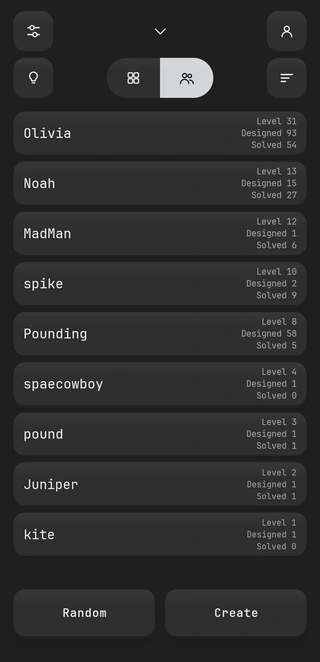 Olivia
Level 31
Designed 93
Solved 54
Noah
Level 13
Designed 15
Solved 27
MadMan
Level 12
Designed 1
Solved 6
spike
Level 10
Designed 2
Solved 9
Pounding
Level 8
Designed 58
Solved 5
spaecowboy
Level 4
Designed 1
Solved 0
pound
Level 3
Designed 1
Solved 1
Juniper
Level 2
Designed 1
Solved 1
kite
Level 1
Designed 1
Solved 0
Random
Create